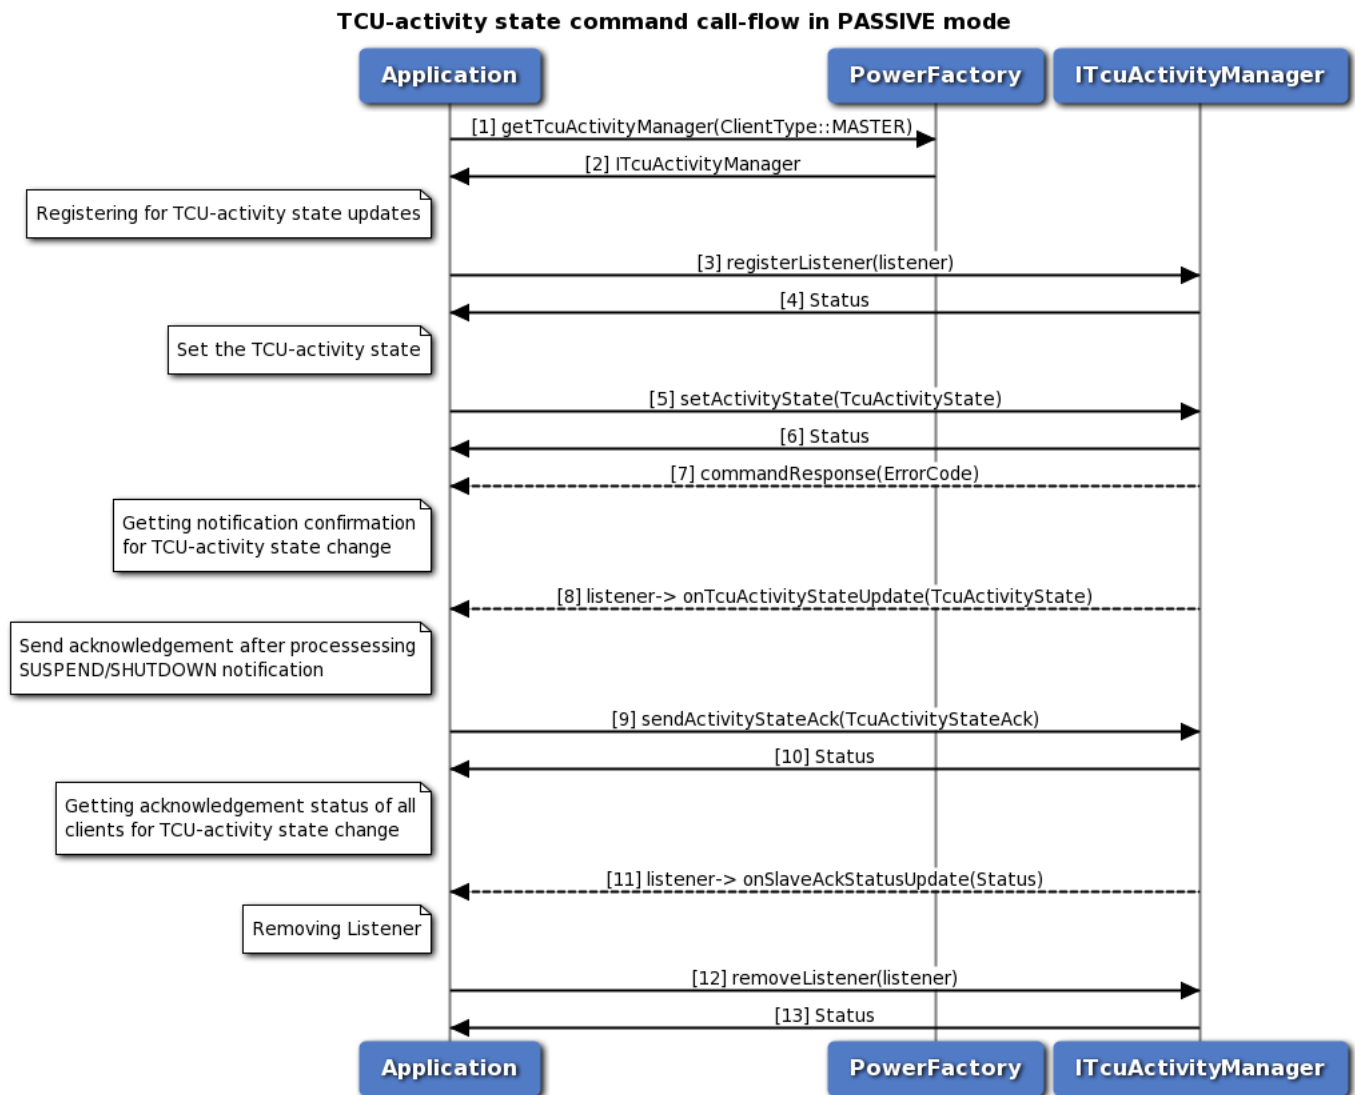 TCU-activity state command call-flow in PASSIVE mode
Application
PowerFactory
ITcuActivityManager
[1] getTcuActivityManager(ClientType::MASTER)
[2] ITcuActivityManager
Registering for TCU-activity state updates
[3] registerListener(listener)
[4] Status
Set the TCU-activity state
[5] setActivityState(TcuActivityState)
[6] Status
[7] commandResponse(ErrorCode)
Getting notification confirmation
for TCU-activity state change
[8] listener-> onTcuActivityStateUpdate(TcuActivityState)
Send acknowledgement after processessing
SUSPEND/SHUTDOWN notification
[9] sendActivityStateAck(TcuActivityStateAck)
[10] Status
Getting acknowledgement status of all
clients for TCU-activity state change
[11] listener-> onSlaveAckStatusUpdate(Status)
Removing Listener
[12] removeListener(listener)
[13] Status
Application
PowerFactory
ITcuActivityManager